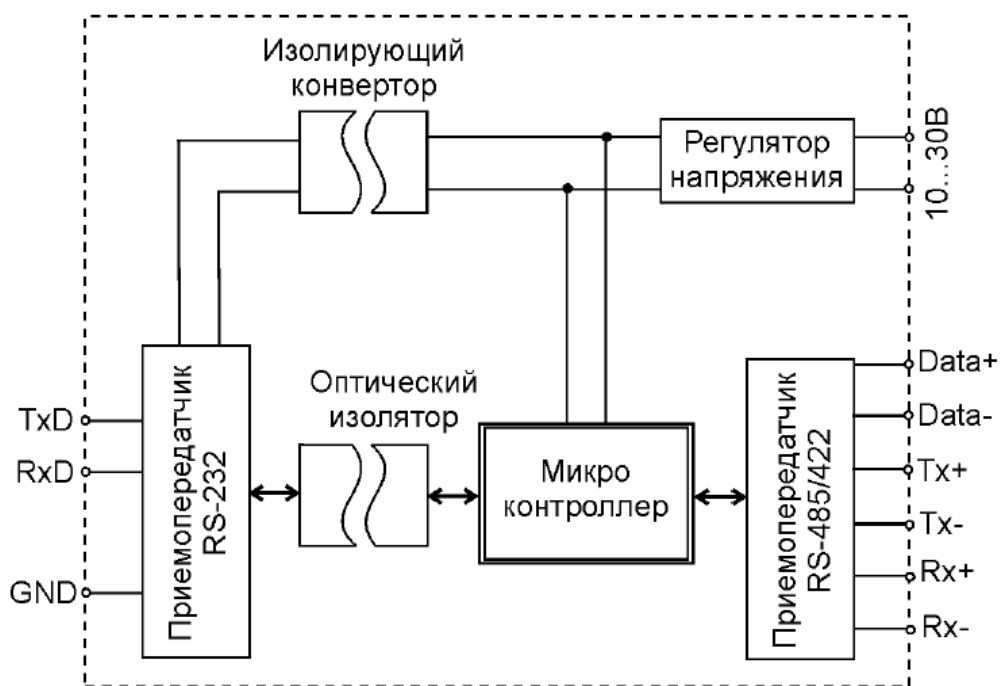 Изолирующий
конвертор
Регулятор
напряжения
10...30В
Приемопередатчик
RS-232
TxD
RxD
GND
Оптический
изолятор
Микро
контроллер
Приемопередатчик
RS-485/422
Data+
Data-
Tx+
Tx-
Rx+
Rx-